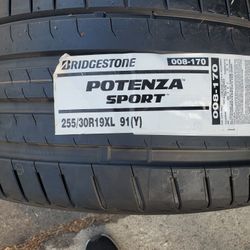 BRIDGESTONE 008-170
POTENZA
SPORT
255/30R19XL 91(Y)
008-170